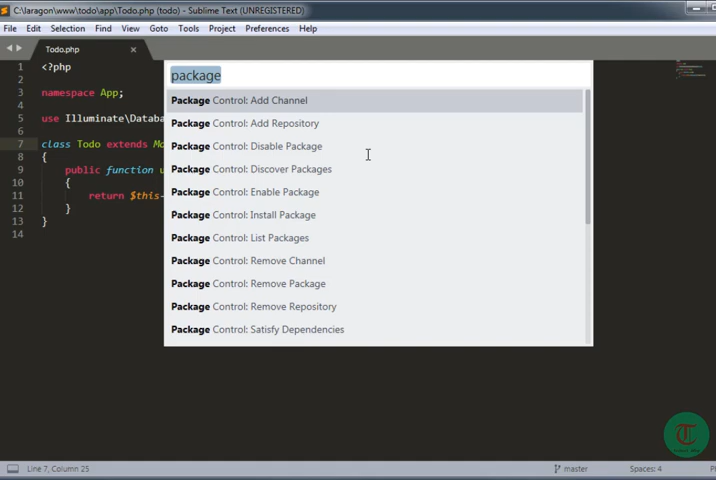 C:\laragon\www\todo\app\Todo.php (todo) - Sublime Text (UNREGISTERED)
File Edit Selection Find View Goto Tools Project Preferences Help
Todo.php
package
1 <?php
2
3 namespace App;
4
5 use Illuminate\Databa
6
7 class Todo extends Mo
8 {
9 public function u
10 {
11 return $this-
12 }
13 }
14
Package Control: Add Channel
Package Control: Add Repository
Package Control: Disable Package
Package Control: Discover Packages
Package Control: Enable Package
Package Control: Install Package
Package Control: List Packages
Package Control: Remove Channel
Package Control: Remove Package
Package Control: Remove Repository
Package Control: Satisfy Dependencies
Line 7, Column 25
master
Spaces: 4